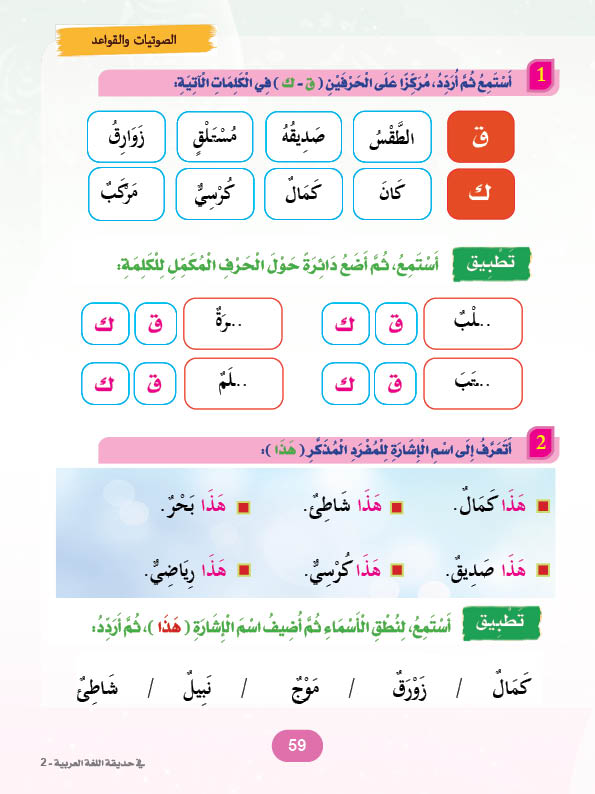 الصوتيات والقواعد
1 أَسْتَمِعُ ثُمَّ أُرَدِّدُ، مُرَكِّزًا عَلَى الْحَرْفَيْنِ ( ق - ك ) فِي الْكَلِمَاتِ الْآتِيَةِ:
ق الطَّقْسُ صَدِيقُهُ مُسْتَلْقٍ زَوَارِقُ
ك كَانَ كَمَالٌ كُرْسِيٌّ مَرْكَبٌ
تَطْبِيق أَسْتَمِعُ، ثُمَّ أَضَعُ دَائِرَةً حَوْلَ الْحَرْفِ الْمُكَمِّلِ لِلْكَلِمَةِ:
...لْبٌ ق ك ...رَةٌ ق ك
...تَبَ ق ك ...لَمٌ ق ك
2 أَتَعَرَّفُ إِلَى اسْمِ الْإِشَارَةِ لِلْمُفْرَدِ الْمُذَكَّرِ ( هَذَا ):
هَذَا كَمَالٌ. هَذَا شَاطِئٌ. هَذَا بَحْرٌ.
هَذَا صَدِيقٌ. هَذَا كُرْسِيٌّ. هَذَا رِيَاضِيٌّ.
تَطْبِيق أَسْتَمِعُ، لِنُطْقِ الْأَسْمَاءِ ثُمَّ أُضِيفُ اسْمَ الْإِشَارَةِ ( هَذَا )، ثُمَّ أُرَدِّدُ:
كَمَالٌ / زَوْرَقٌ / مَوْجٌ / نَبِيلٌ / شَاطِئٌ
59
في حديقة اللغة العربية - 2